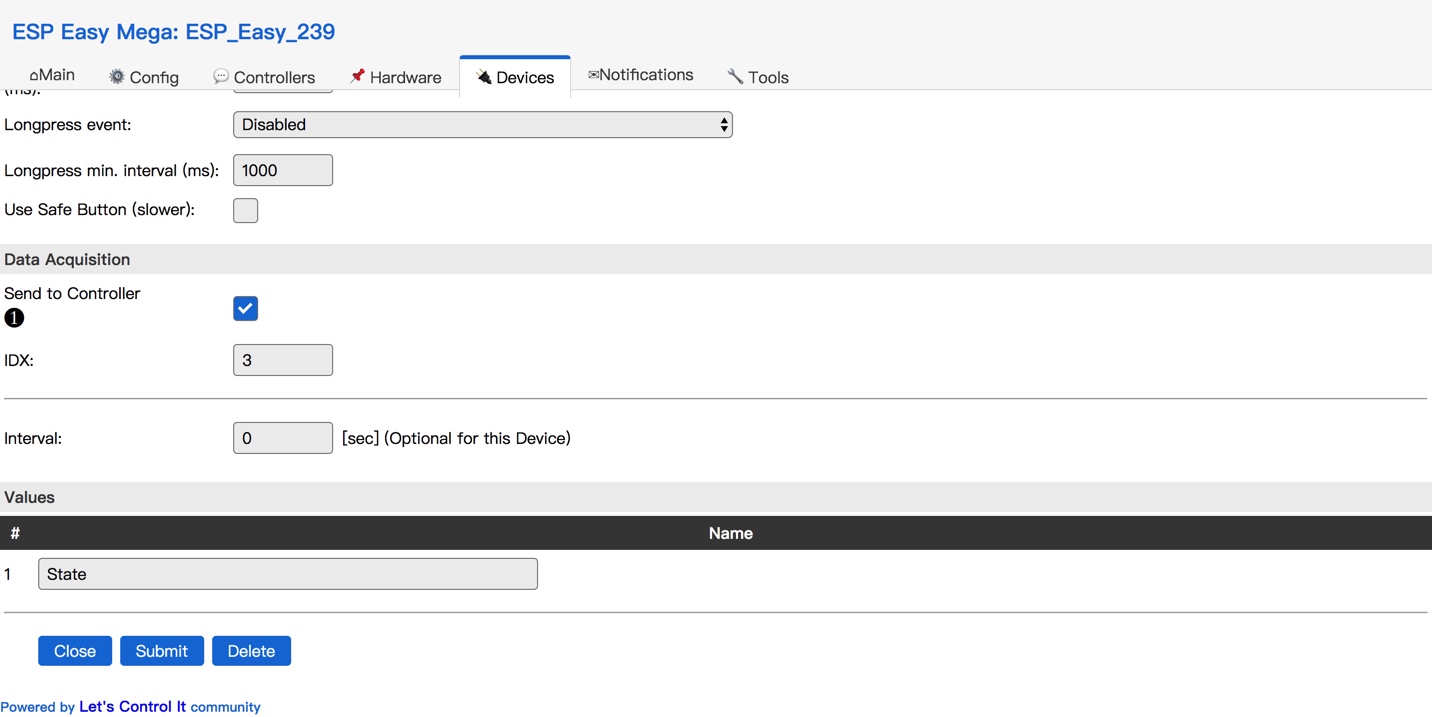 ESP Easy Mega: ESP_Easy_239
⌂Main Config Controllers Hardware Devices ✉Notifications Tools
(ms):
Longpress event: Disabled
Longpress min. interval (ms): 1000
Use Safe Button (slower):
Data Acquisition
Send to Controller
❶
IDX: 3
Interval: 0 [sec] (Optional for this Device)
Values
# Name
1 State
Close Submit Delete
Powered by Let's Control It community